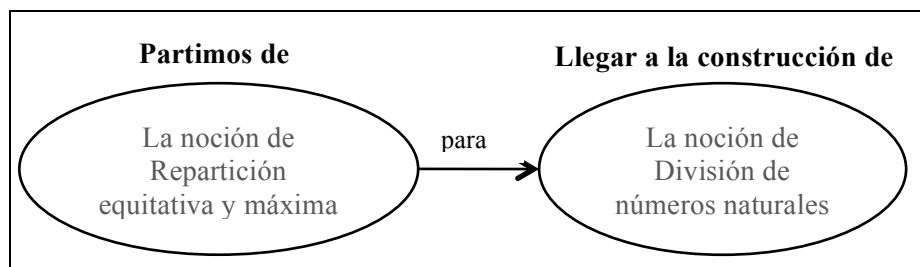 Partimos de
Llegar a la construcción de
La noción de
Repartición
equitativa y máxima
para
La noción de
División de
números naturales